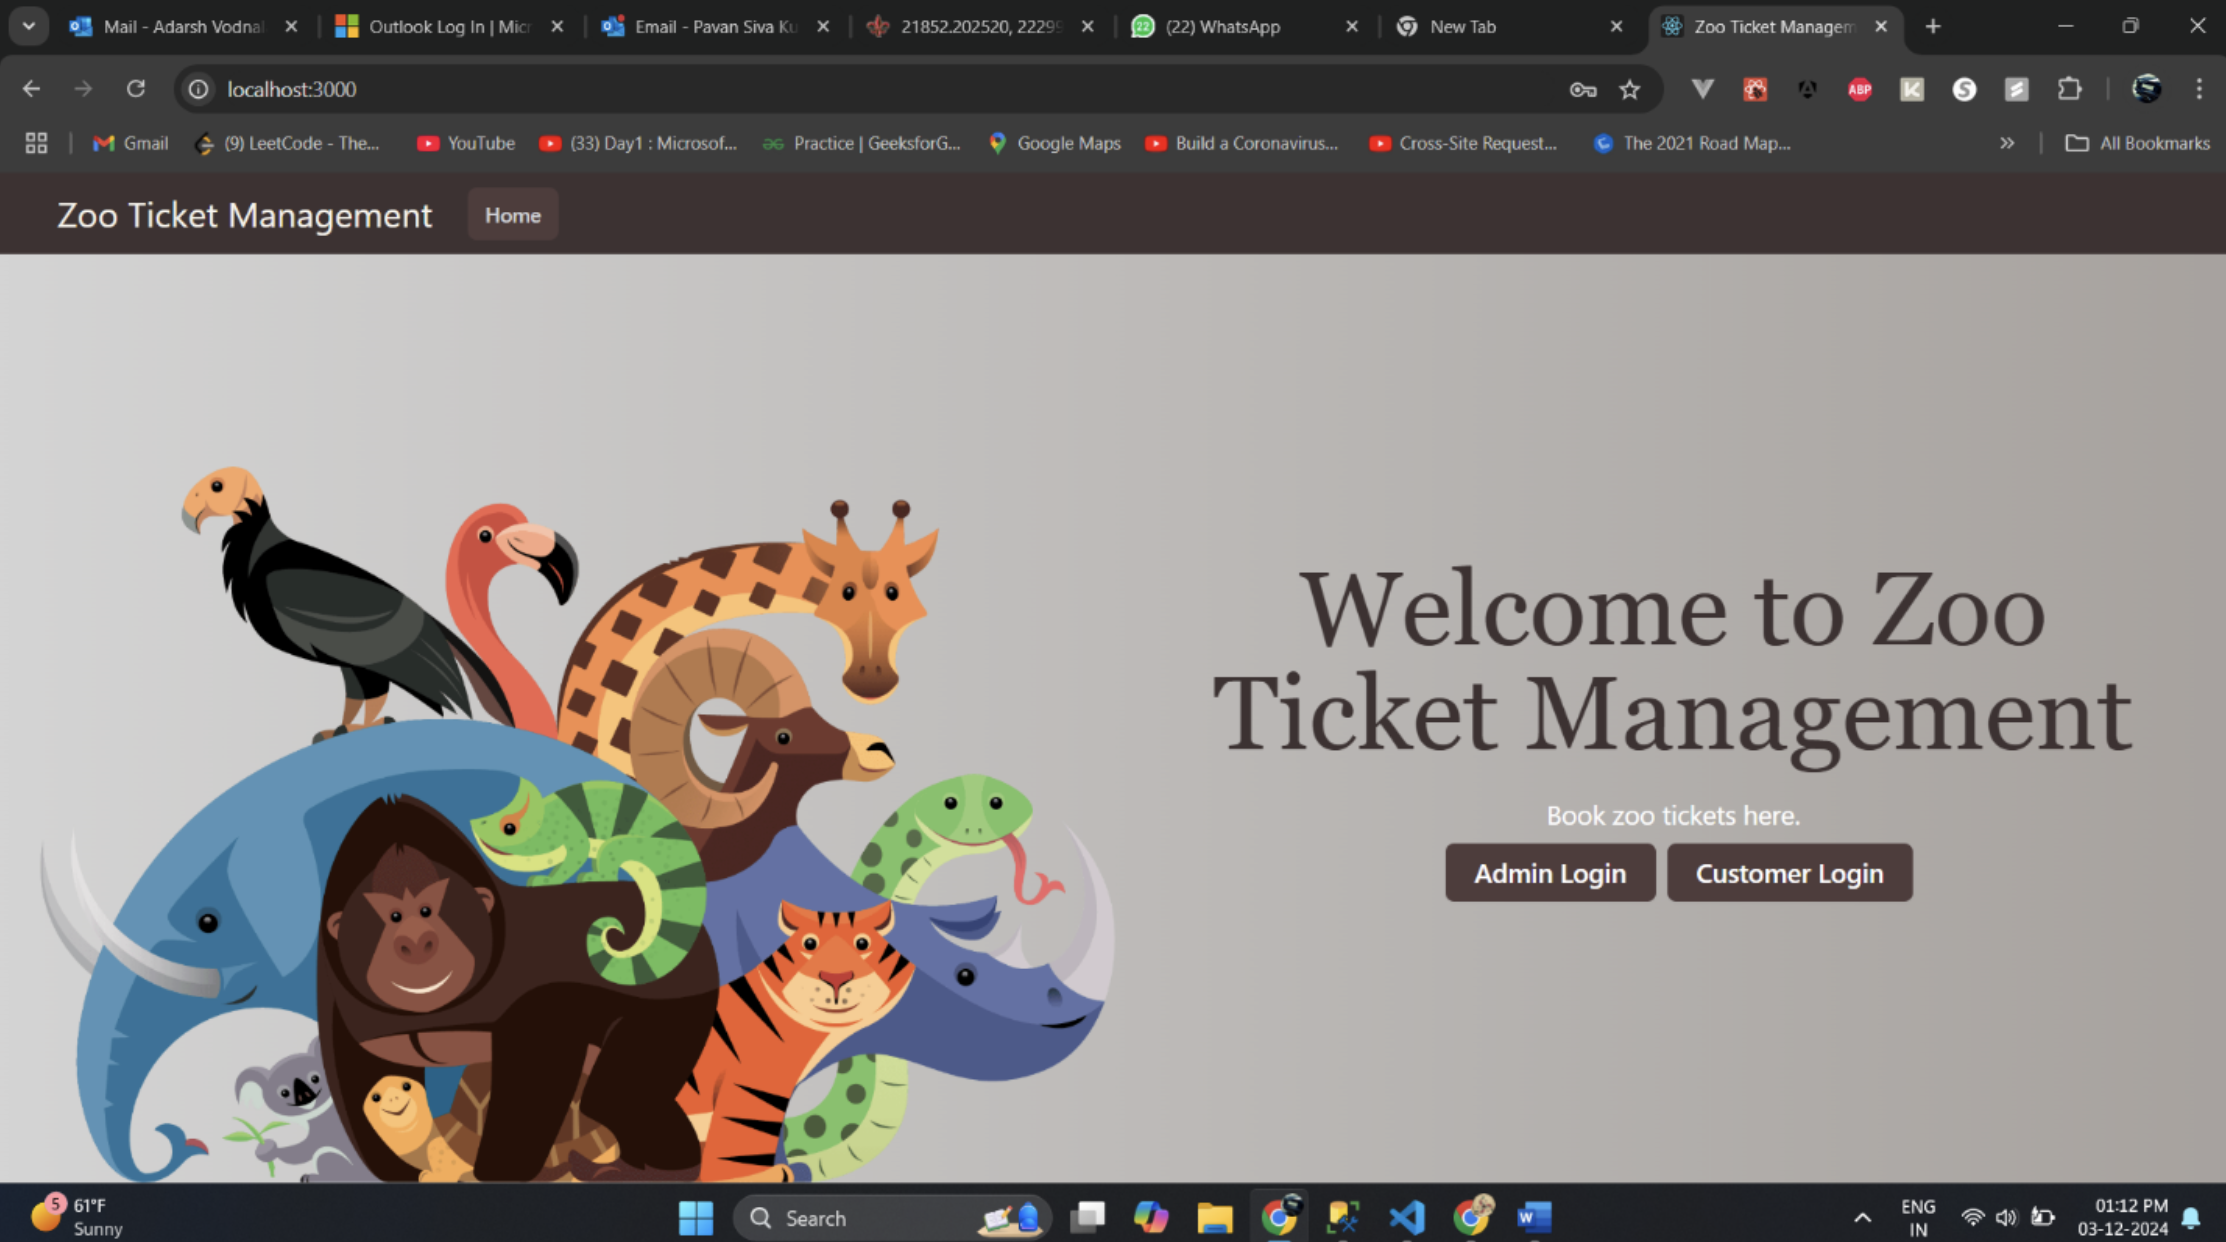 Mail - Adarsh Vodnal
Outlook Log In | Micr
Email - Pavan Siva Ku
21852.202520, 22299
(22) WhatsApp
New Tab
Zoo Ticket Managem
localhost:3000
ABP
Gmail
(9) LeetCode - The...
YouTube
(33) Day1 : Microsof...
Practice | GeeksforG...
Google Maps
Build a Coronavirus...
Cross-Site Request...
The 2021 Road Map...
All Bookmarks
Zoo Ticket Management
Home
Welcome to Zoo
Ticket Management
Book zoo tickets here.
Admin Login
Customer Login
5
61°F
Sunny
Search
ENG
IN
01:12 PM
03-12-2024